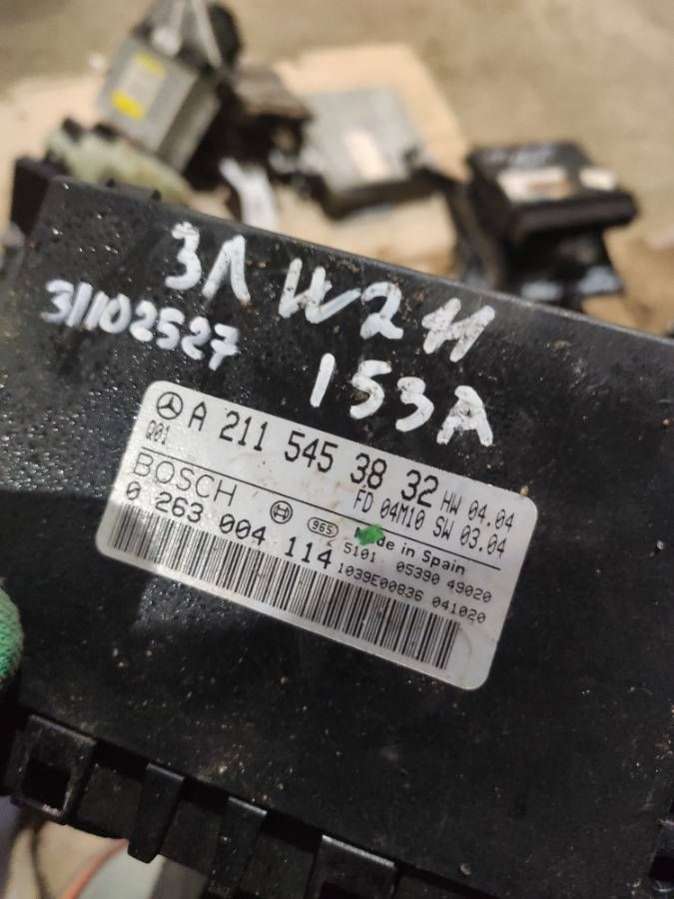 ЗЛ W211
31102527
153A
A 211 545 38 32 HW 04.04
Q01 FD 04M10 SW 03.04
BOSCH
965 Made in Spain
0 263 004 114 5101 05390 49020
1039E00836 041020